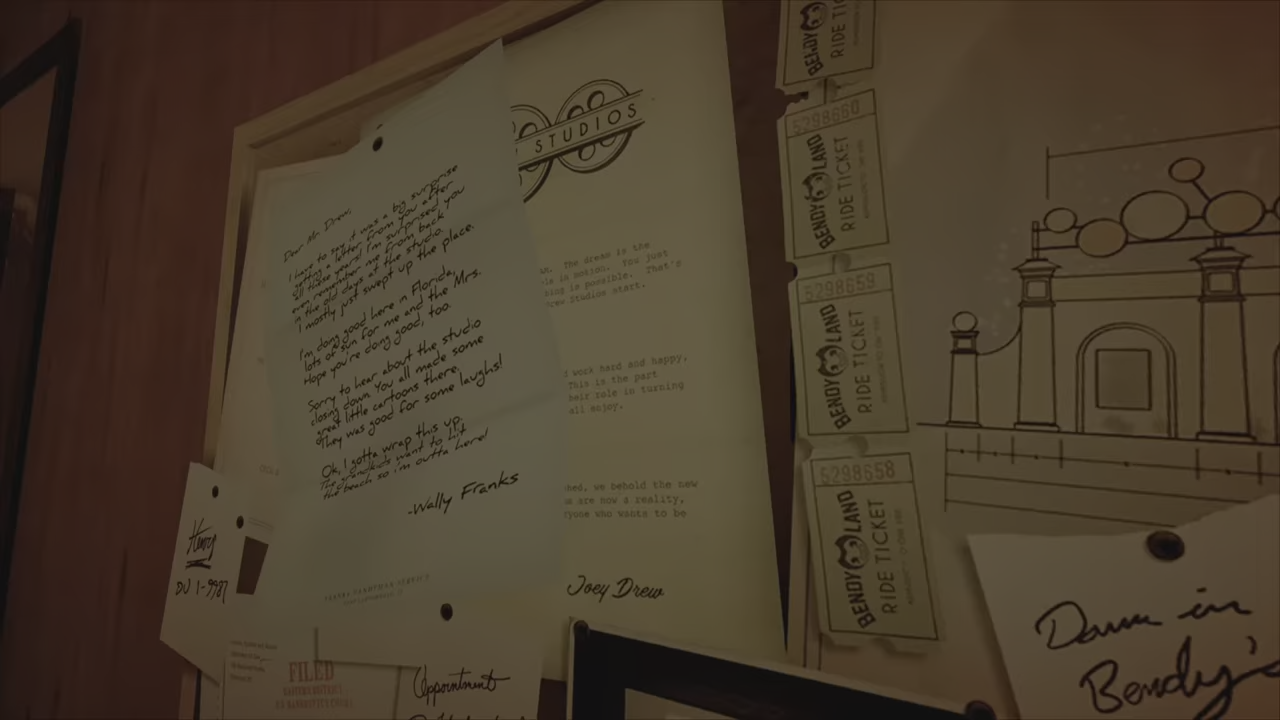 Dear Mr. Drew,
I have to say it was a big surprise
getting a letter from you after
all these years! I'm surprised you
even remember me from back
in the old days at the studio.
I mostly just swept up the place.
I'm doing good here in Florida,
lots of sun for me and the Mrs.
Hope you're doing good, too.
Sorry to hear about the studio
closing down. You all made some
great little cartoons there.
They was good for some laughs!
Ok, I gotta wrap this up.
The grandkids want to hit
the beach so i'm outta here!
-Wally Franks
STUDIOS
The dream is the
in motion. You just
is possible. That's
Studios start.
work hard and happy,
This is the part
role in turning
all enjoy.
we behold the new
are now a reality,
who wants to be
Joey Drew
BENDY LAND
RIDE TIC
5298660
BENDY LAND
RIDE TICKET
5298659
BENDY LAND
RIDE TICKET
5298658
BENDY LAND
RIDE TICKET
Henry
DU 1-9987
FILED
Appointment
Down in
Bendy's